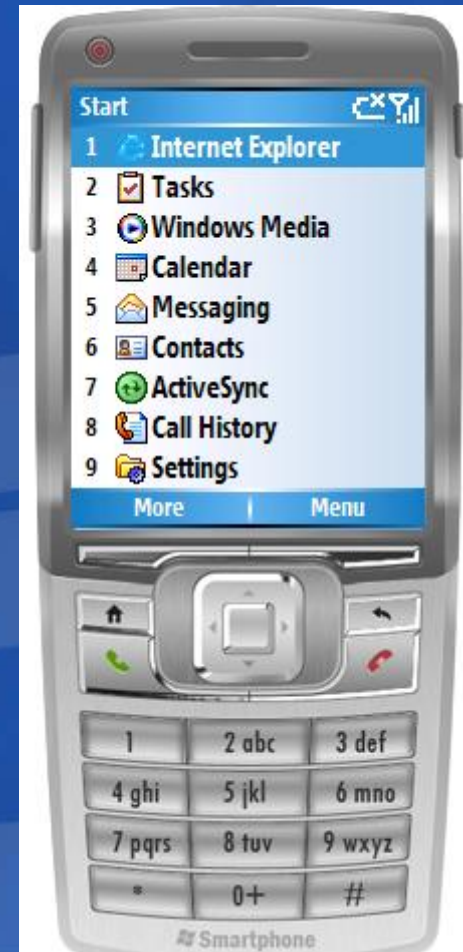 Start
1 Internet Explorer
2 Tasks
3 Windows Media
4 Calendar
5 Messaging
6 Contacts
7 ActiveSync
8 Call History
9 Settings
More Menu
1 2 abc 3 def
4 ghi 5 jkl 6 mno
7 pqrs 8 tuv 9 wxyz
* 0+ #
Smartphone